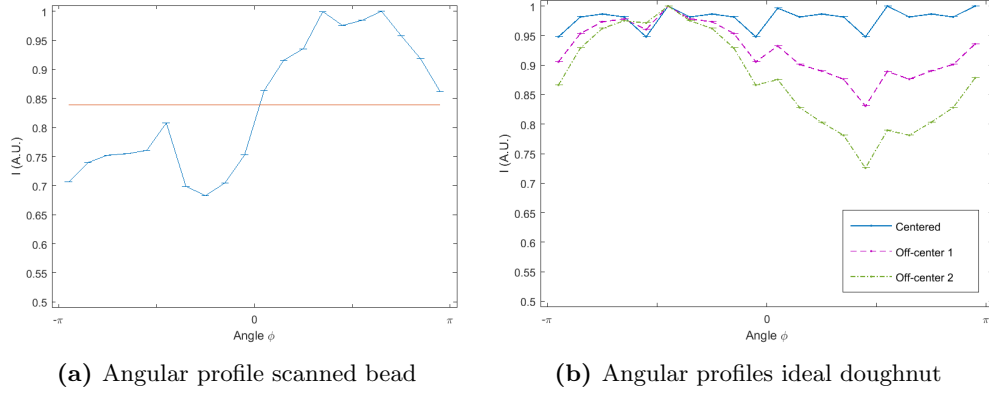 1
0.95
0.9
0.85
0.8
0.75
0.7
0.65
0.6
0.55
0.5
I (A.U.)
-π 0 π
Angle ϕ
(a) Angular profile scanned bead
1
0.95
0.9
0.85
0.8
0.75
0.7
0.65
0.6
0.55
0.5
I (A.U.)
Centered
Off-center 1
Off-center 2
-π 0 π
Angle ϕ
(b) Angular profiles ideal doughnut